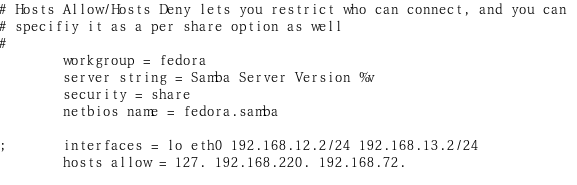 # Hosts Allow/Hosts Deny lets you restrict who can connect, and you can
# specifiy it as a per share option as well
#
workgroup = fedora
server string = Samba Server Version %v
security = share
netbios name = fedora.samba
; interfaces = lo eth0 192.168.12.2/24 192.168.13.2/24
hosts allow = 127. 192.168.220. 192.168.72.